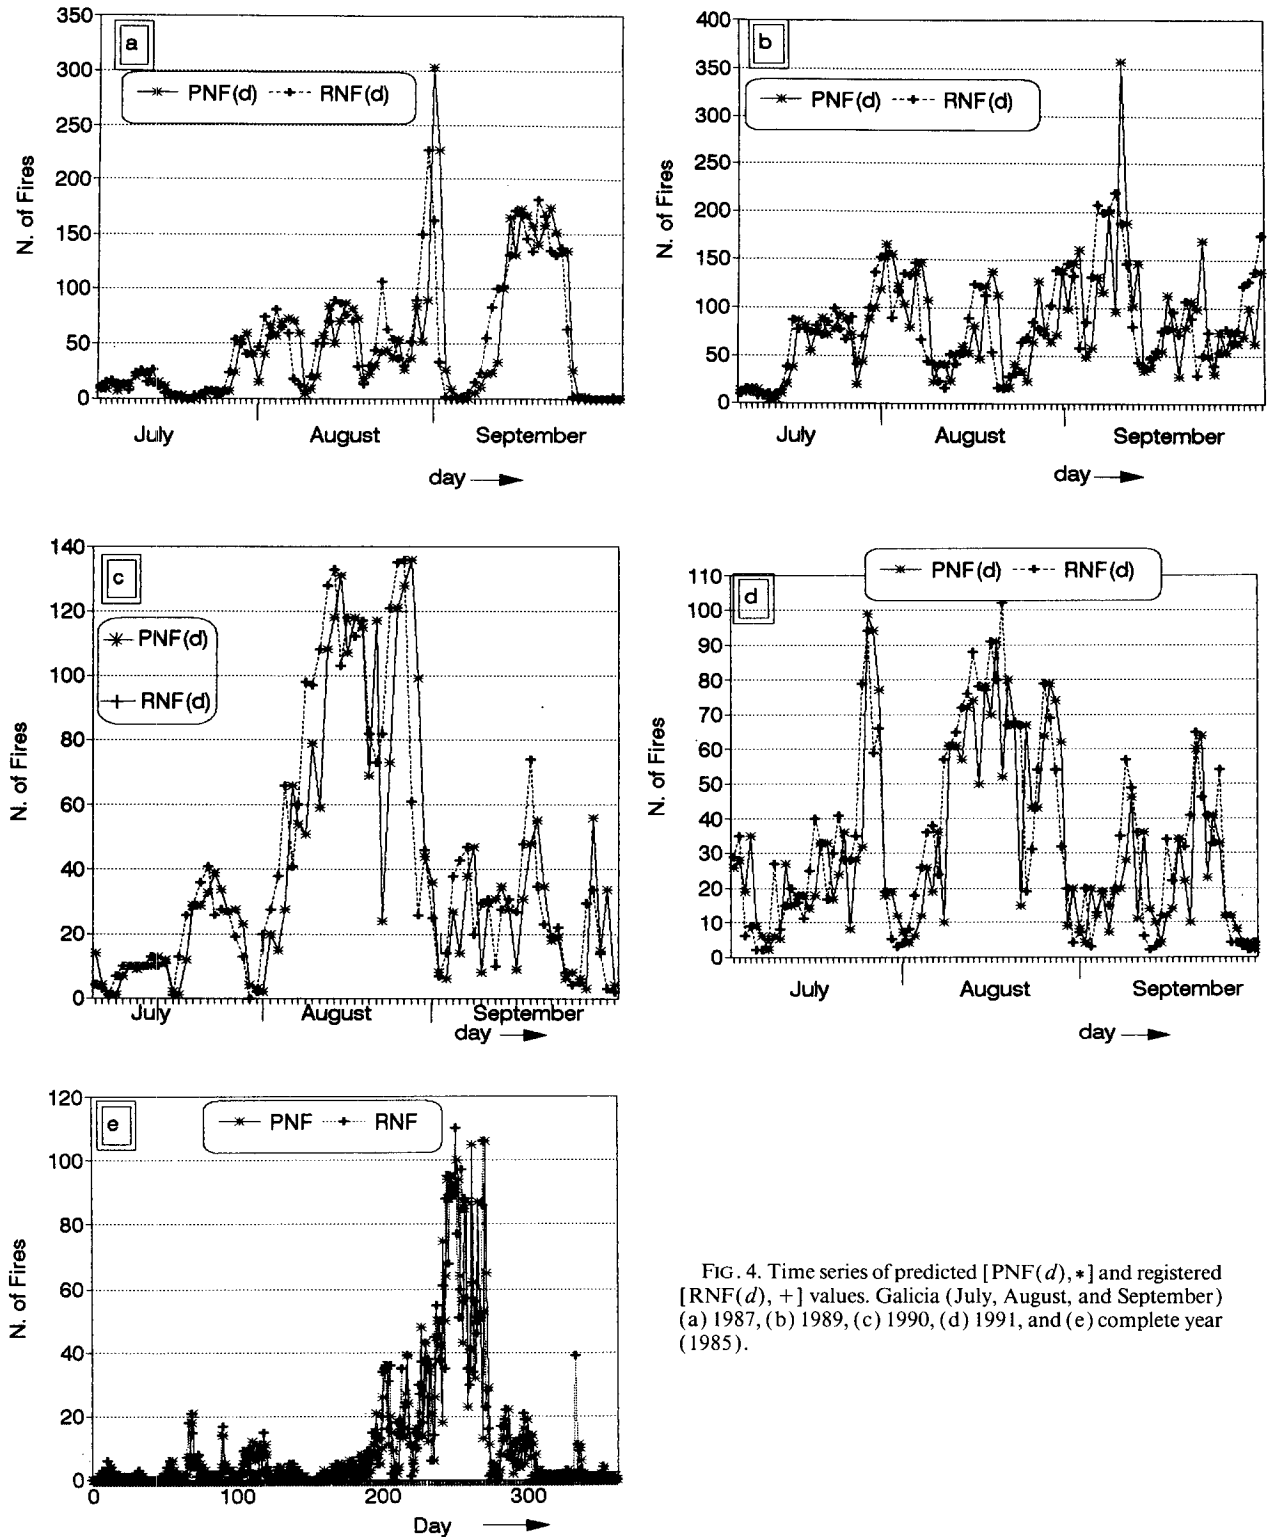 350
300
250
200
150
100
50
0
N. of Fires
a
PNF(d) RNF(d)
July August September
day
400
350
300
250
200
150
100
50
0
N. of Fires
b
PNF(d) RNF(d)
July August September
day
140
120
100
80
60
40
20
0
N. of Fires
c
PNF(d)
RNF(d)
July August September
day
110
100
90
80
70
60
50
40
30
20
10
0
N. of Fires
d
PNF(d) RNF(d)
July August September
day
120
100
80
60
40
20
0
N. of Fires
e
PNF RNF
0 100 200 300
Day
FIG. 4. Time series of predicted [PNF(d), *] and registered
[RNF(d), +] values. Galicia (July, August, and September)
(a) 1987, (b) 1989, (c) 1990, (d) 1991, and (e) complete year
(1985).